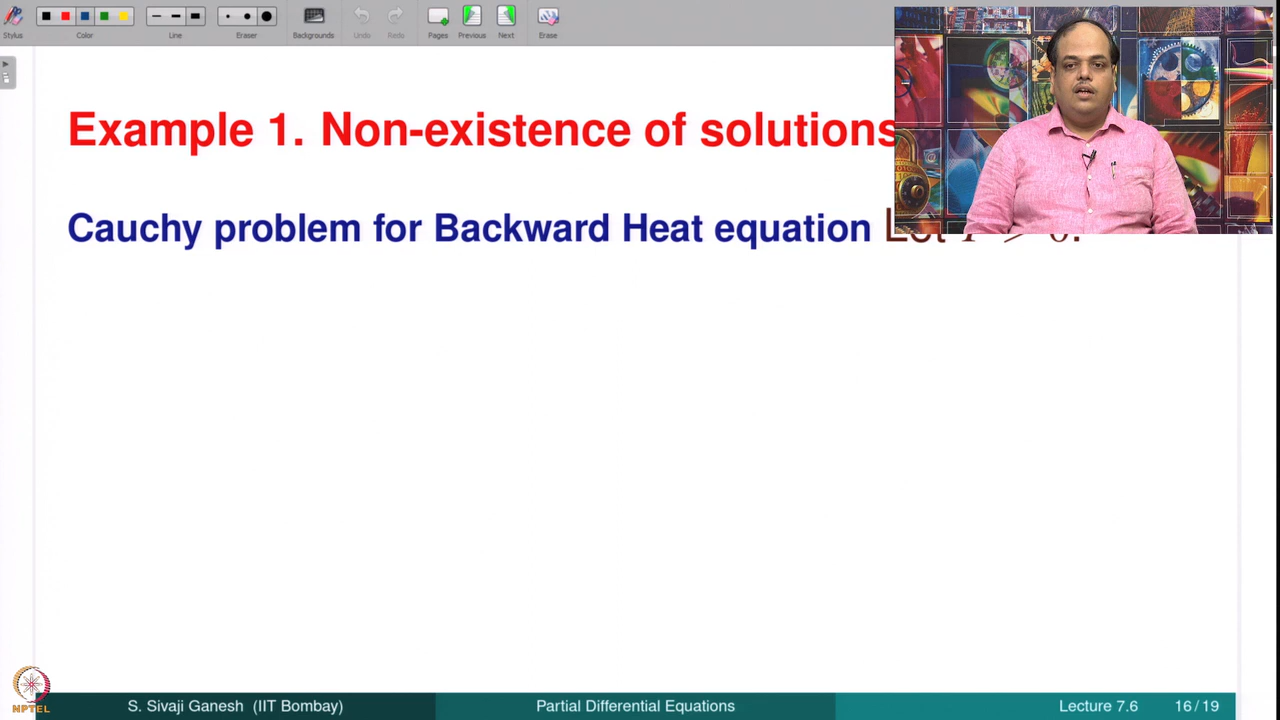 Stylus Color Line Eraser Backgrounds Undo Redo Pages Previous Next Erase
Example 1. Non-existence of solutions
Cauchy problem for Backward Heat equation Let
NPTEL
S. Sivaji Ganesh (IIT Bombay) Partial Differential Equations Lecture 7.6 16/19